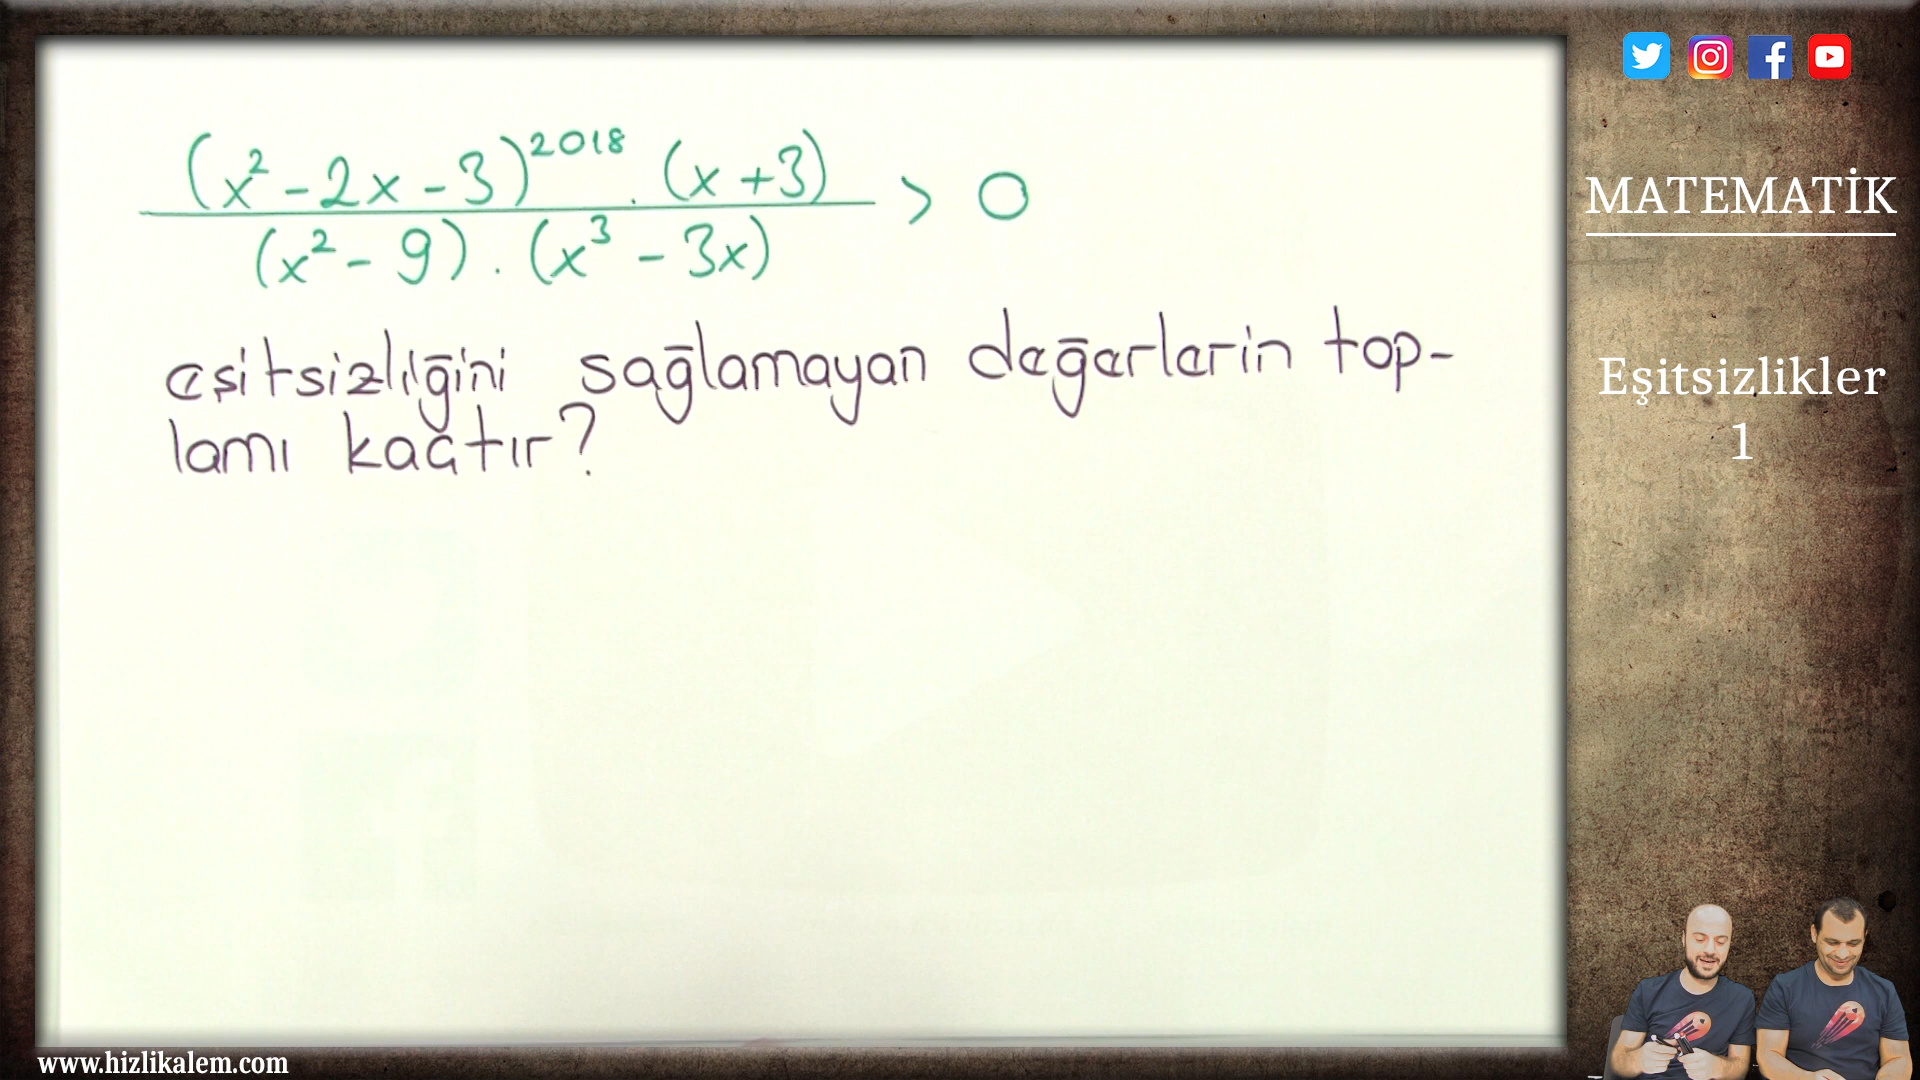 (x² - 2x - 3)²⁰¹⁸ . (x + 3)
(x² - 9) . (x³ - 3x)
> 0
eşitsizliğini sağlamayan değerlerin top-
lamı kaçtır?
MATEMATİK
Eşitsizlikler
1
www.hizlikalem.com